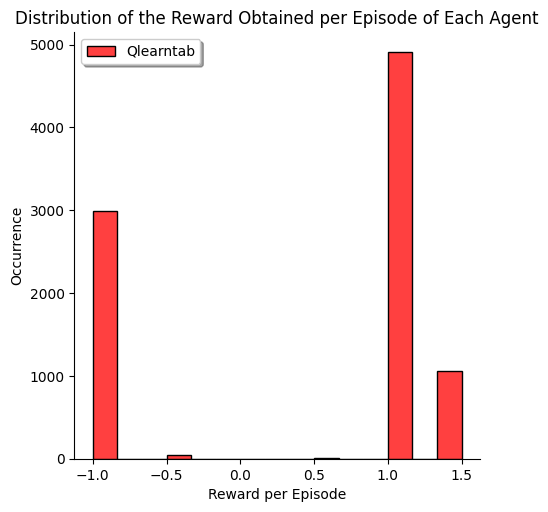 Distribution of the Reward Obtained per Episode of Each Agent
Qlearntab
5000
4000
3000
2000
1000
0
Occurrence
−1.0 −0.5 0.0 0.5 1.0 1.5
Reward per Episode